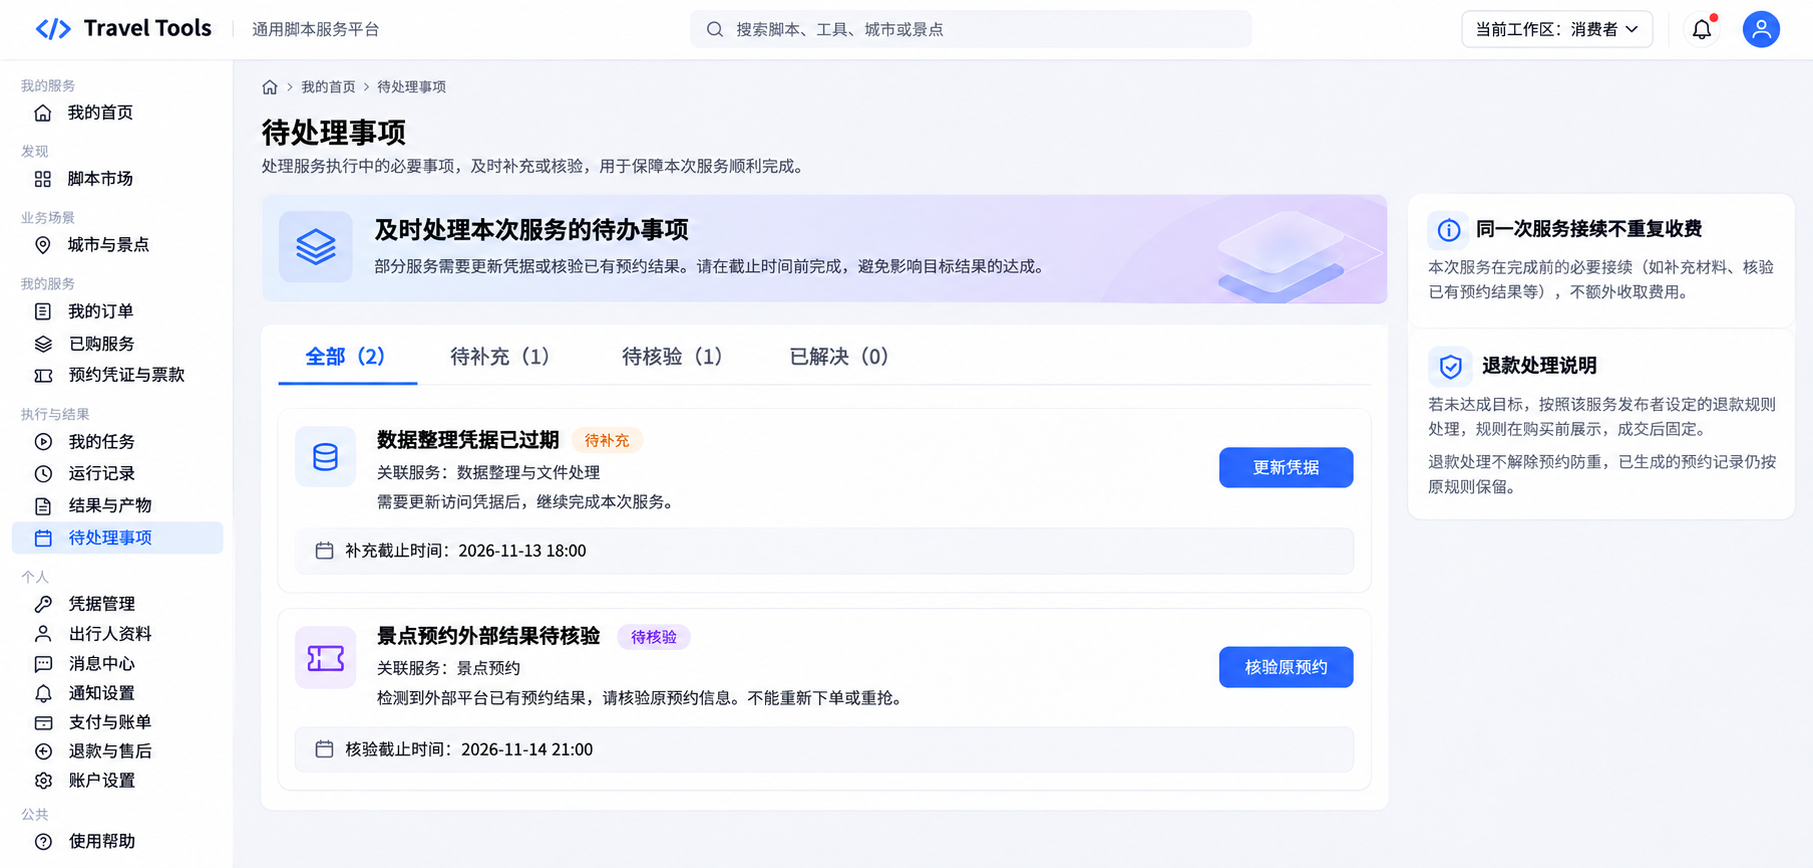 Travel Tools
通用脚本服务平台
搜索脚本、工具、城市或景点
当前工作区：消费者
我的服务
我的首页
发现
脚本市场
业务场景
城市与景点
我的服务
我的订单
已购服务
预约凭证与票款
执行与结果
我的任务
运行记录
结果与产物
待处理事项
个人
凭据管理
出行人资料
消息中心
通知设置
支付与账单
退款与售后
账户设置
公共
使用帮助
我的首页 > 待处理事项
待处理事项
处理服务执行中的必要事项，及时补充或核验，用于保障本次服务顺利完成。
及时处理本次服务的待办事项
部分服务需要更新凭据或核验已有预约结果。请在截止时间前完成，避免影响目标结果的达成。
全部（2）
待补充（1）
待核验（1）
已解决（0）
数据整理凭据已过期
待补充
关联服务：数据整理与文件处理
需要更新访问凭据后，继续完成本次服务。
更新凭据
补充截止时间：2026-11-13 18:00
景点预约外部结果待核验
待核验
关联服务：景点预约
检测到外部平台已有预约结果，请核验原预约信息。不能重新下单或重抢。
核验原预约
核验截止时间：2026-11-14 21:00
同一次服务接续不重复收费
本次服务在完成前的必要接续（如补充材料、核验
已有预约结果等），不额外收取费用。
退款处理说明
若未达成目标，按照该服务发布者设定的退款规则
处理，规则在购买前展示，成交后固定。
退款处理不解除预约防重，已生成的预约记录仍按
原规则保留。